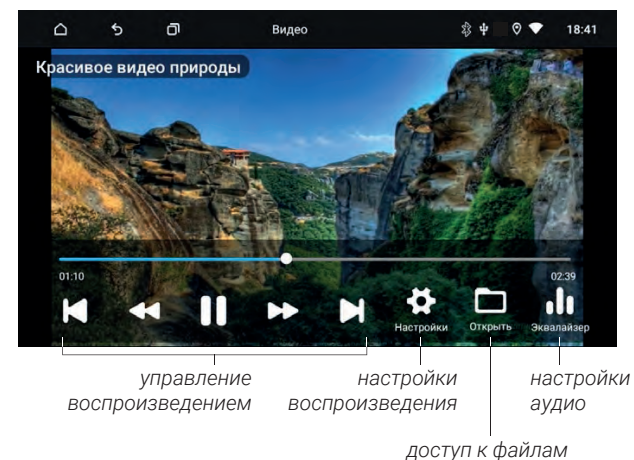 Видео
18:41
Красивое видео природы
01:10
02:39
Настройки
Открыть
Эквалайзер
управление
воспроизведением
настройки
воспроизведения
настройки
аудио
доступ к файлам